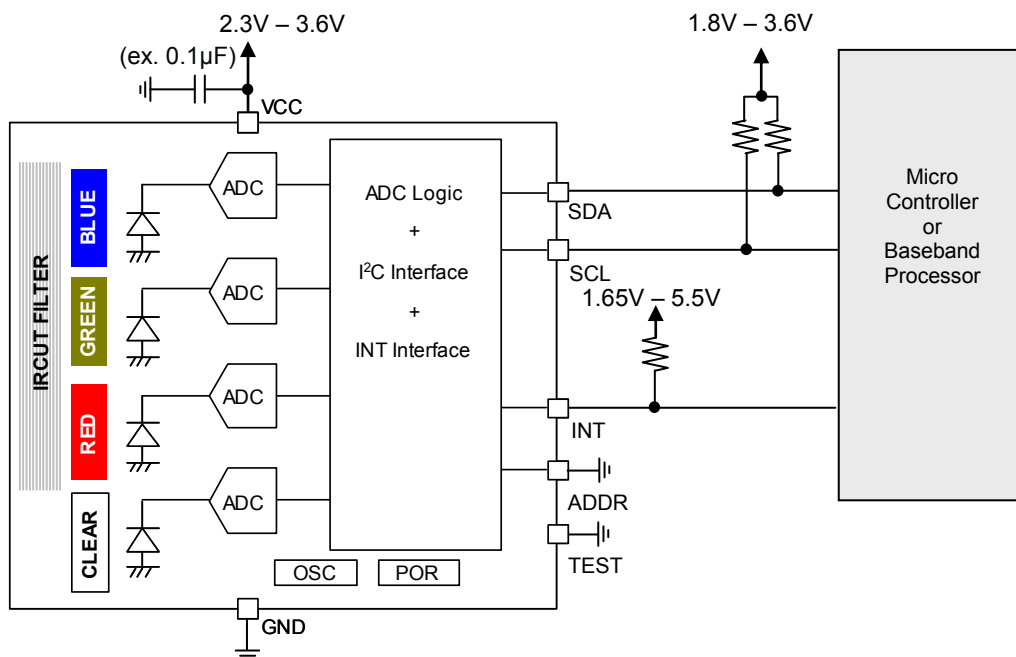 2.3V – 3.6V
(ex. 0.1µF)
VCC
1.8V – 3.6V
IRCUT FILTER
BLUE
GREEN
RED
CLEAR
ADC
ADC
ADC
ADC
ADC Logic
+
I²C Interface
+
INT Interface
OSC
POR
GND
SDA
SCL
1.65V – 5.5V
INT
ADDR
TEST
Micro
Controller
or
Baseband
Processor